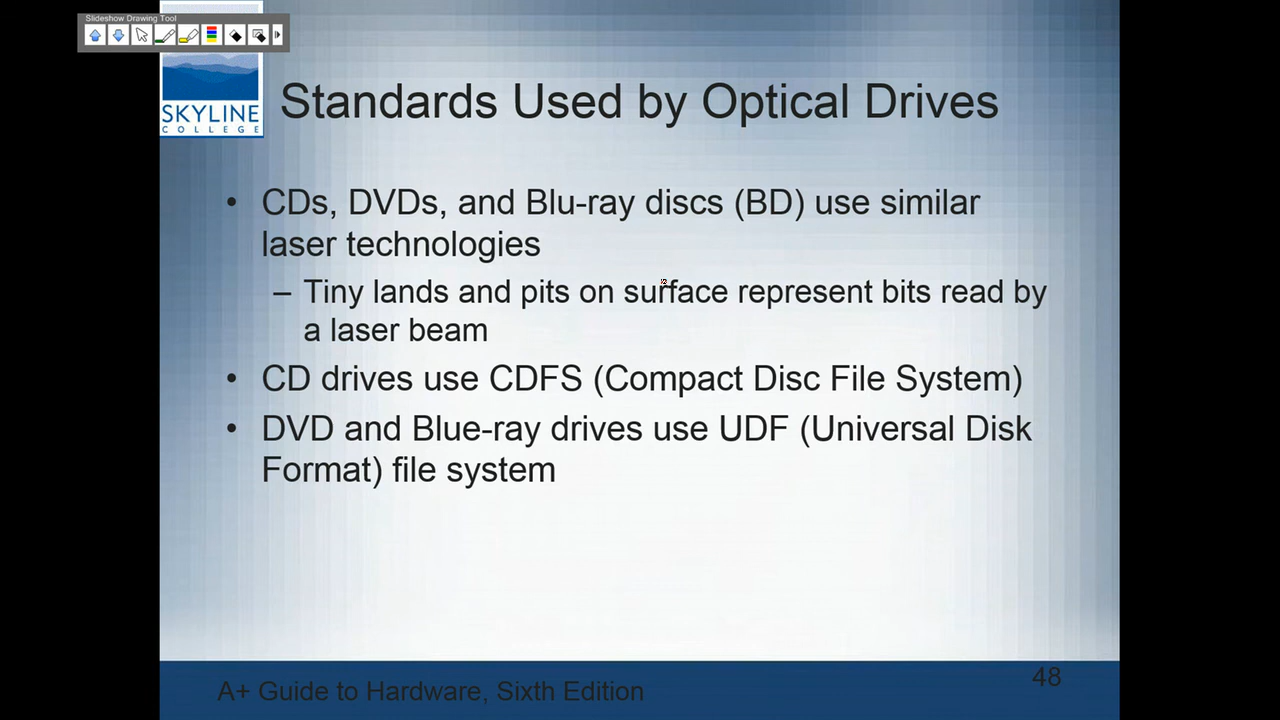 Slideshow Drawing Tool
SKYLINE
COLLEGE
Standards Used by Optical Drives
• CDs, DVDs, and Blu-ray discs (BD) use similar
laser technologies
– Tiny lands and pits on surface represent bits read by
a laser beam
• CD drives use CDFS (Compact Disc File System)
• DVD and Blue-ray drives use UDF (Universal Disk
Format) file system
A+ Guide to Hardware, Sixth Edition
48